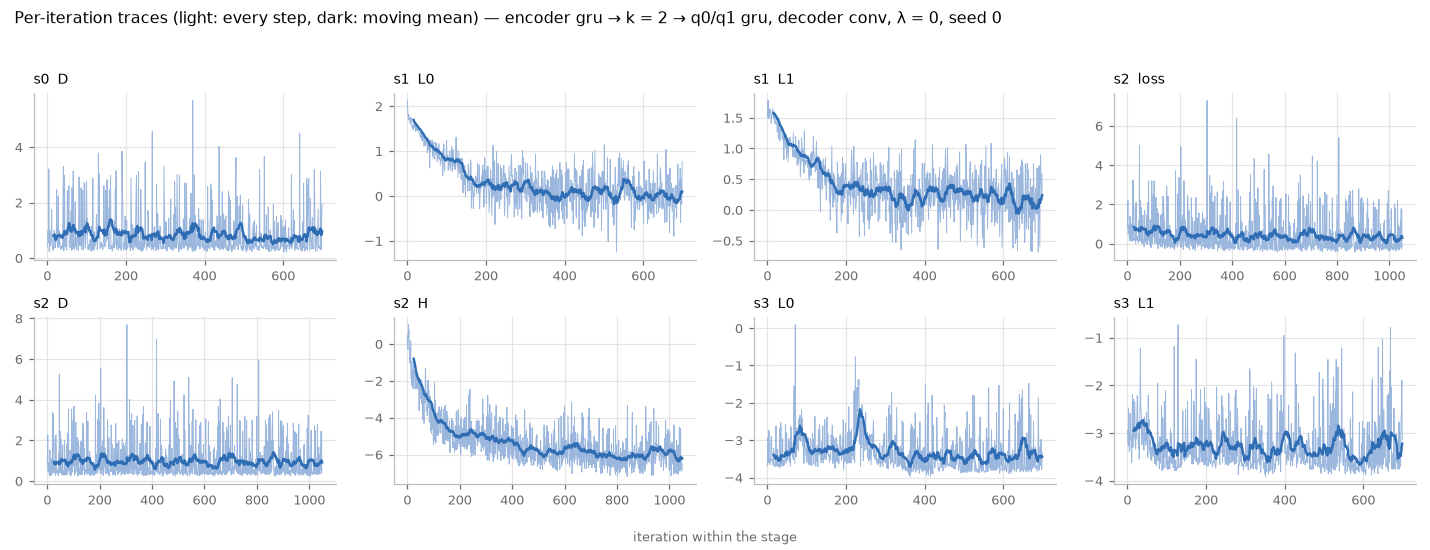 Per-iteration traces (light: every step, dark: moving mean) — encoder gru → k = 2 → q0/q1 gru, decoder conv, λ = 0, seed 0
s0 D
4
2
0
0 200 400 600
s1 L0
2
1
0
−1
0 200 400 600
s1 L1
1.5
1.0
0.5
0.0
−0.5
0 200 400 600
s2 loss
6
4
2
0
0 200 400 600 800 1000
s2 D
8
6
4
2
0
0 200 400 600 800 1000
s2 H
0
−2
−4
−6
0 200 400 600 800 1000
s3 L0
0
−1
−2
−3
−4
0 200 400 600
s3 L1
−1
−2
−3
−4
0 200 400 600
iteration within the stage